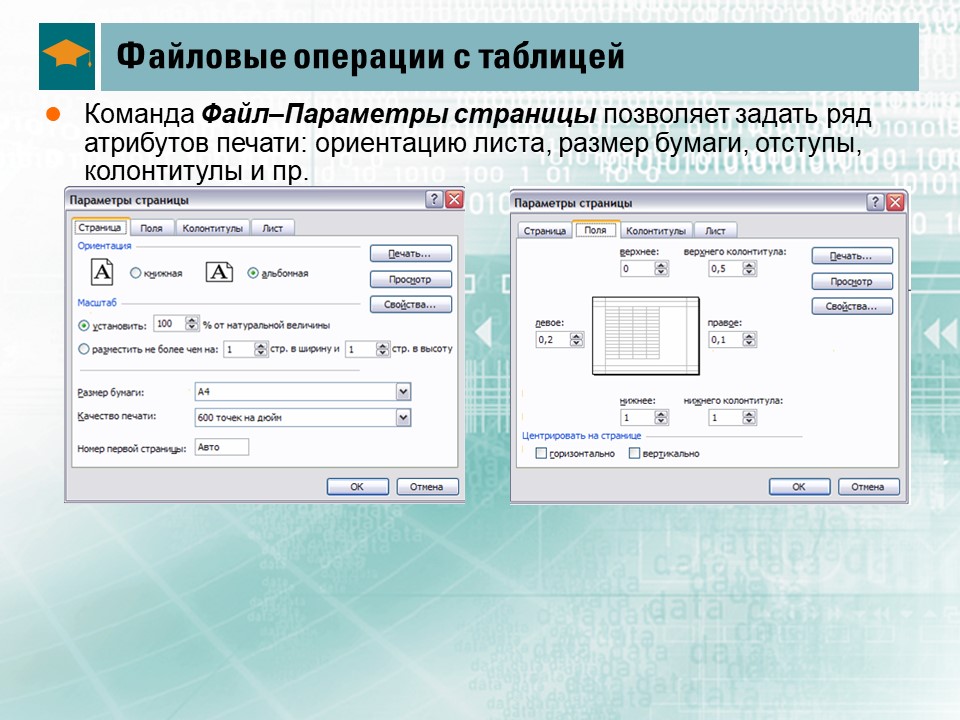 Файловые операции с таблицей
Команда Файл–Параметры страницы позволяет задать ряд
атрибутов печати: ориентацию листа, размер бумаги, отступы,
колонтитулы и пр.
Параметры страницы
Страница Поля Колонтитулы Лист
Ориентация
A книжная A альбомная
Масштаб
установить: 100 % от натуральной величины
разместить не более чем на: 1 стр. в ширину и 1 стр. в высоту
Размер бумаги: A4
Качество печати: 600 точек на дюйм
Номер первой страницы: Авто
Печать...
Просмотр
Свойства...
ОК Отмена
Параметры страницы
Страница Поля Колонтитулы Лист
верхнее: верхнего колонтитула:
0 0,5
левое: правое:
0,2 0,1
нижнее: нижнего колонтитула:
1 1
Центрировать на странице
горизонтально вертикально
Печать...
Просмотр
Свойства...
ОК Отмена